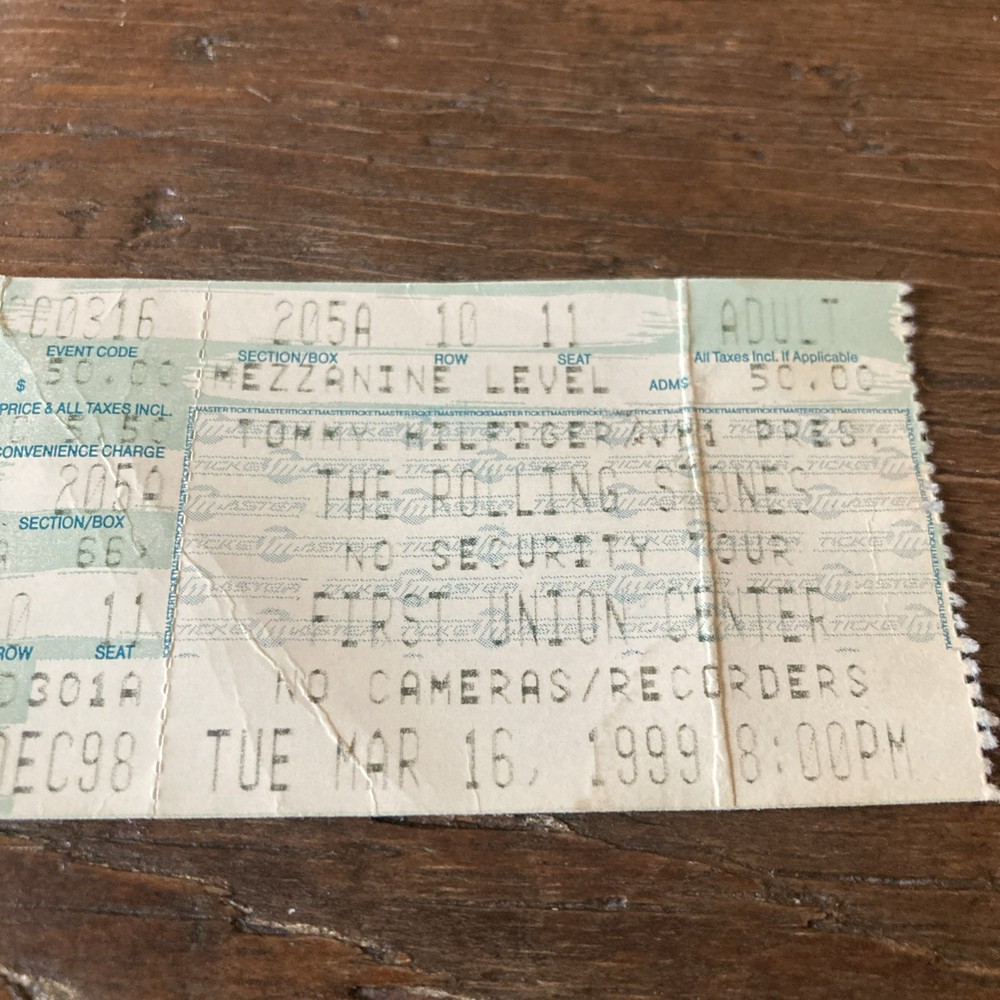 C0316 205A 10 11 ADULT
EVENT CODE SECTION/BOX ROW SEAT All Taxes Incl. If Applicable
$ 50.00 MEZZANINE LEVEL ADM$ 50.00
PRICE & ALL TAXES INCL.
TOMMY HILFIGER/VH1 PRES.
CONVENIENCE CHARGE
205A THE ROLLING STONES
SECTION/BOX
66 NO SECURITY TOUR
0 11 FIRST UNION CENTER
ROW SEAT
301A NO CAMERAS/RECORDERS
DEC98 TUE MAR 16, 1999 8:00PM